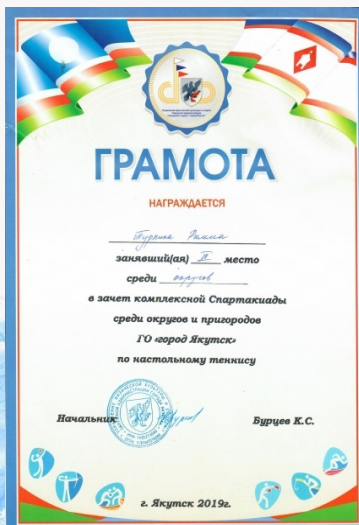 ГРАМОТА
НАГРАЖДАЕТСЯ
занявший(ая) II место
среди округов
в зачет комплексной Спартакиады
среди округов и пригородов
ГО «город Якутск»
по настольному теннису
Начальник
Бурцев К.С.
г. Якутск 2019г.